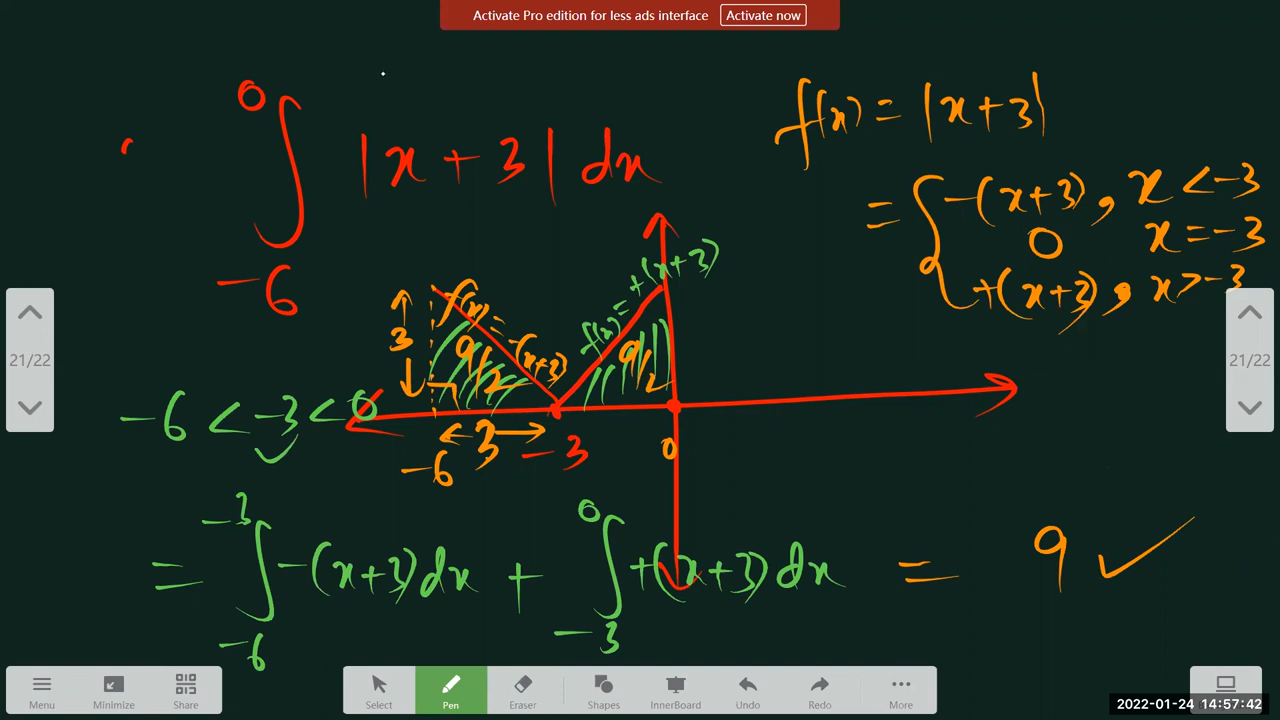 Activate Pro edition for less ads interface Activate now
0
∫ |x + 3| dx
-6
f(x) = |x+3|
= { -(x+3), x < -3
0 x = -3
+(x+3), x > -3
f(x) = -(x+3)
f(x) = +(x+3)
3
9/2
9/2
21/22
21/22
-6 < -3 < 0
3
-6
-3
0
= ∫_{-6}^{-3} -(x+3) dx + ∫_{-3}^{0} +(x+3) dx = 9 ✓
Menu Minimize Share Select Pen Eraser Shapes InnerBoard Undo Redo More
2022-01-24 14:57:42